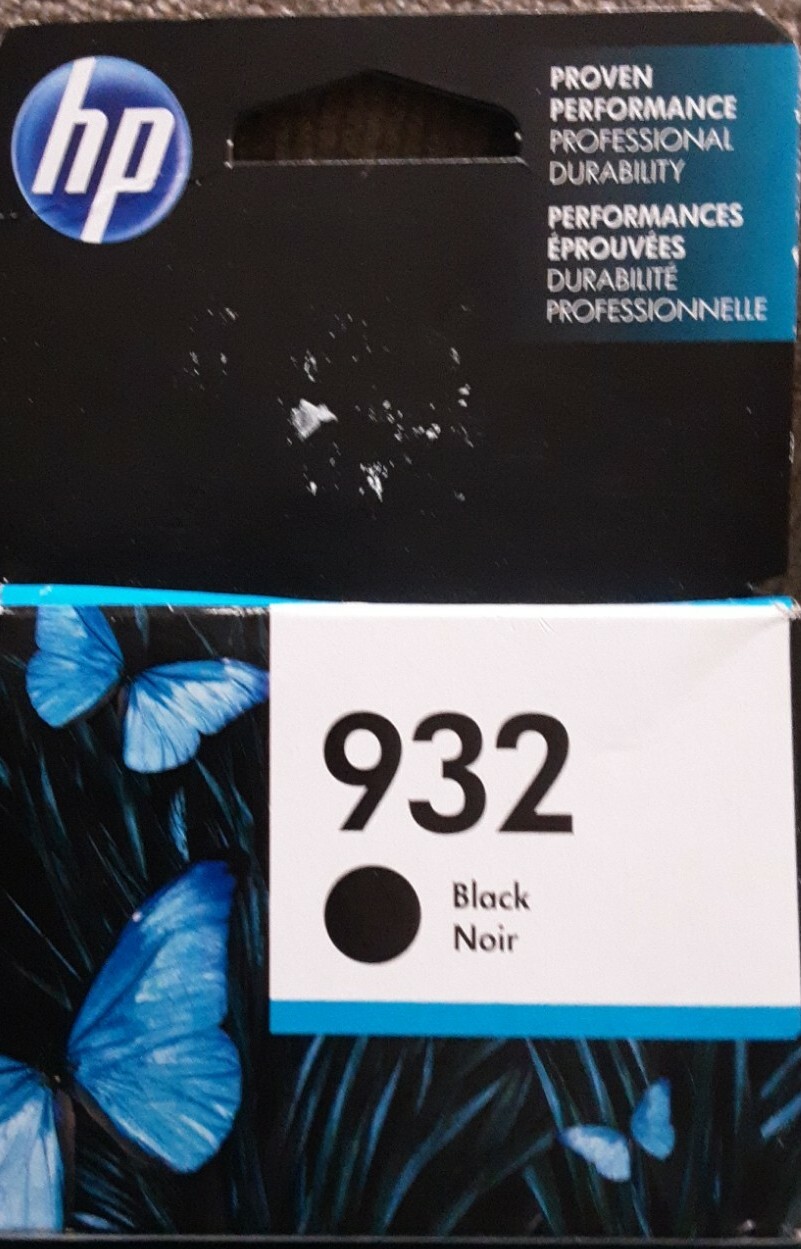 hp
PROVEN
PERFORMANCE
PROFESSIONAL
DURABILITY
PERFORMANCES
ÉPROUVÉES
DURABILITÉ
PROFESSIONNELLE
932
Black
Noir